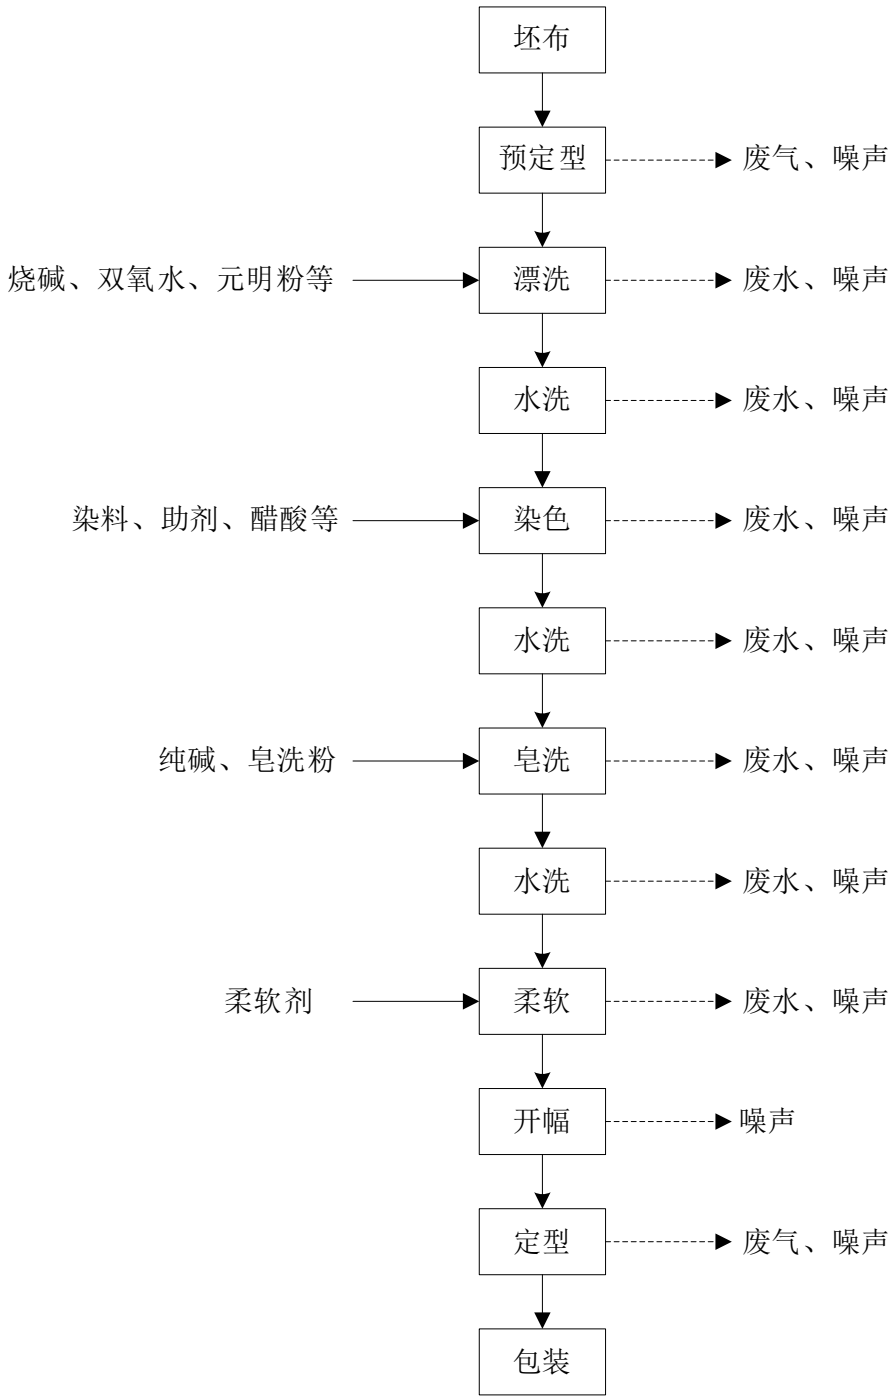 坯布
预定型
废气、噪声
烧碱、双氧水、元明粉等
漂洗
废水、噪声
水洗
废水、噪声
染料、助剂、醋酸等
染色
废水、噪声
水洗
废水、噪声
纯碱、皂洗粉
皂洗
废水、噪声
水洗
废水、噪声
柔软剂
柔软
废水、噪声
开幅
噪声
定型
废气、噪声
包装